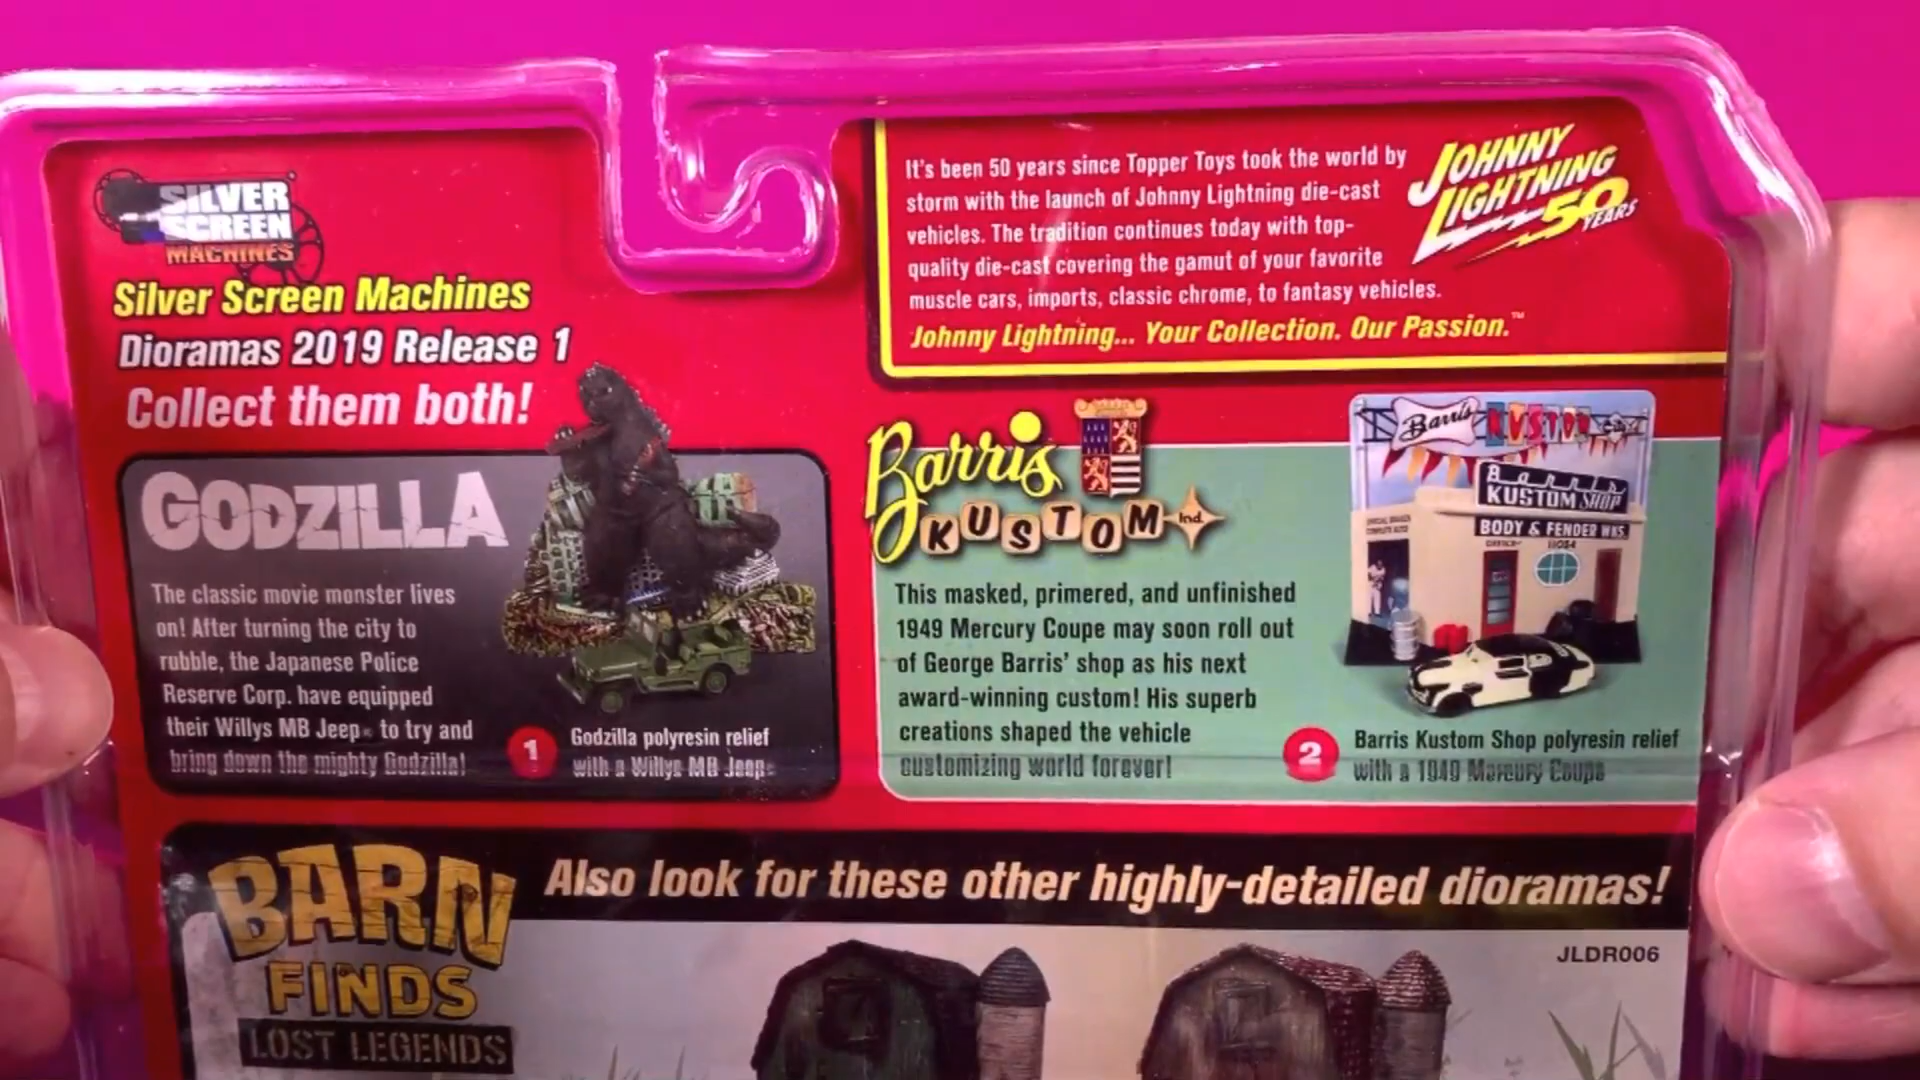 SILVER
SCREEN
MACHINES
Silver Screen Machines
Dioramas 2019 Release 1
Collect them both!
It's been 50 years since Topper Toys took the world by
storm with the launch of Johnny Lightning die-cast
vehicles. The tradition continues today with top-
quality die-cast covering the gamut of your favorite
muscle cars, imports, classic chrome, to fantasy vehicles.
Johnny Lightning... Your Collection. Our Passion.™
JOHNNY
LIGHTNING
50
YEARS
GODZILLA
The classic movie monster lives
on! After turning the city to
rubble, the Japanese Police
Reserve Corp. have equipped
their Willys MB Jeep® to try and
bring down the mighty Godzilla!
1
Godzilla polyresin relief
with a Willys MB Jeep®
Barris
KUSTOM Ind.
This masked, primered, and unfinished
1949 Mercury Coupe may soon roll out
of George Barris' shop as his next
award-winning custom! His superb
creations shaped the vehicle
customizing world forever!
Barris KUSTOM City
Barris
KUSTOM SHOP
BODY & FENDER WKS.
11054
2
Barris Kustom Shop polyresin relief
with a 1949 Mercury Coupe
BARN
FINDS
LOST LEGENDS
Also look for these other highly-detailed dioramas!
JLDR006